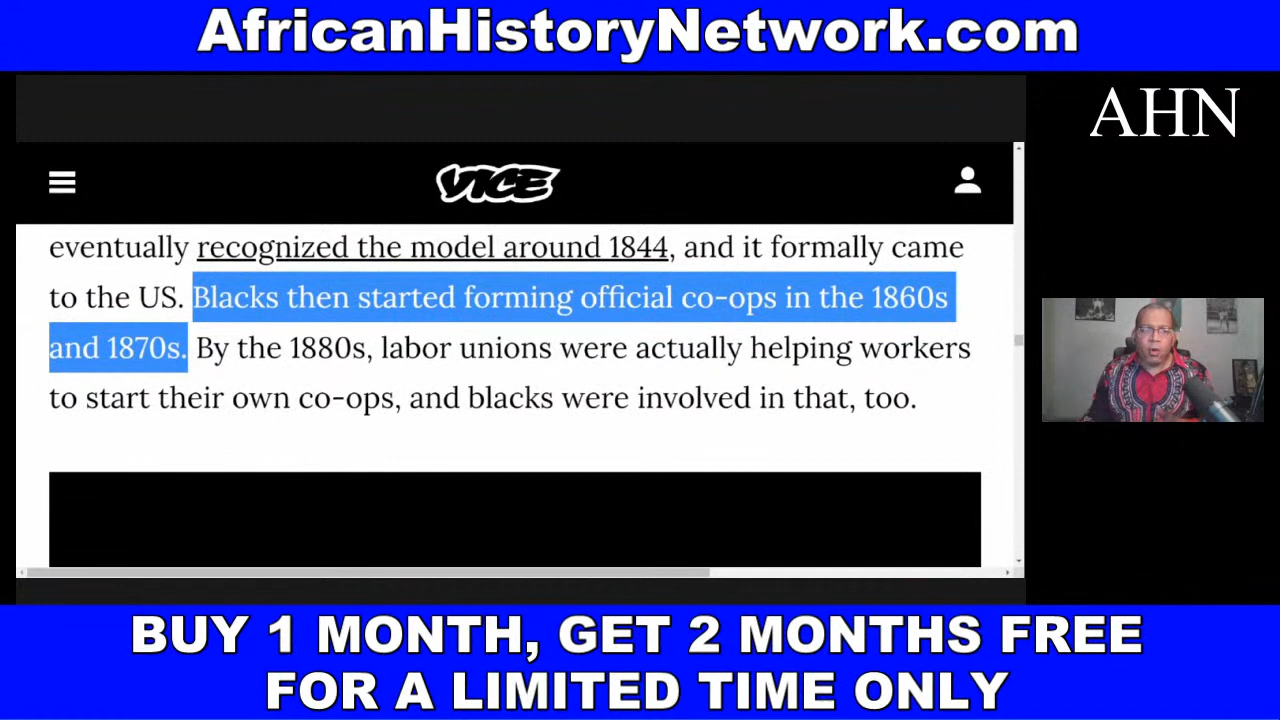 AfricanHistoryNetwork.com
AHN
VICE
eventually recognized the model around 1844, and it formally came
to the US. Blacks then started forming official co-ops in the 1860s
and 1870s. By the 1880s, labor unions were actually helping workers
to start their own co-ops, and blacks were involved in that, too.
BUY 1 MONTH, GET 2 MONTHS FREE
FOR A LIMITED TIME ONLY